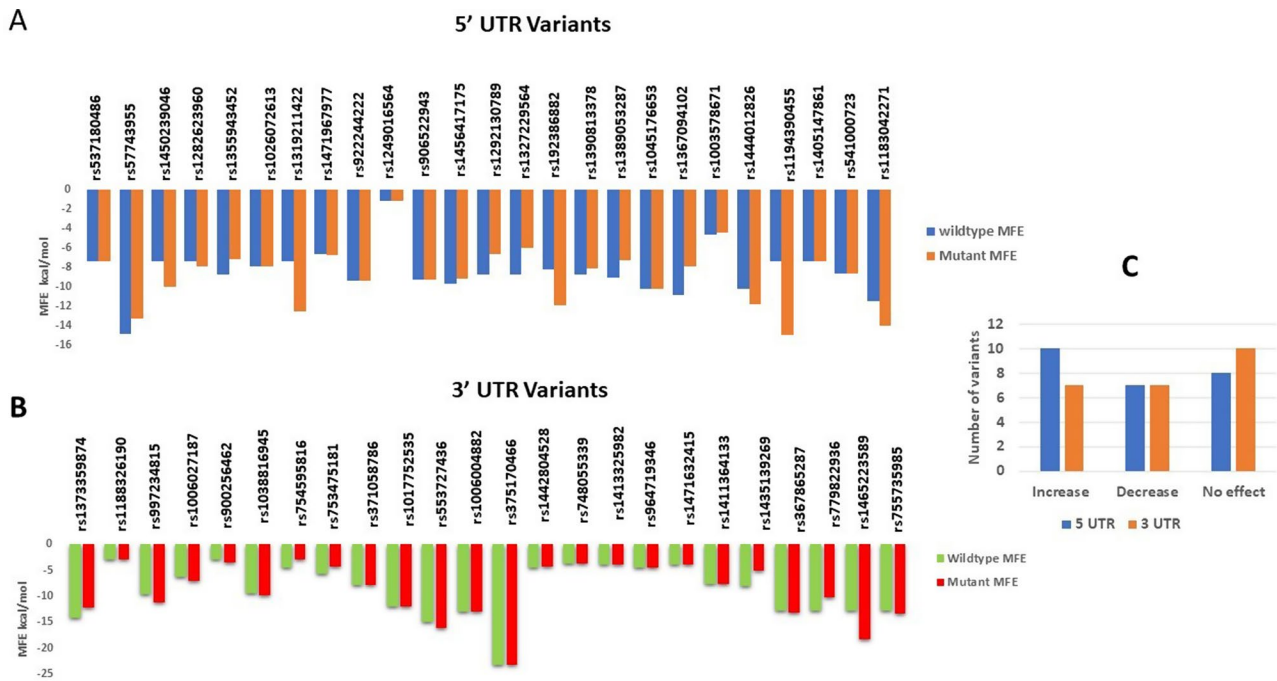 A
5’ UTR Variants
rs537180486
rs57743955
rs1450239046
rs1282623960
rs1355943452
rs1026072613
rs1319211422
rs1471967977
rs922244222
rs1249016564
rs906522943
rs1456417175
rs1292130789
rs1327229564
rs192386882
rs1390813378
rs1389053287
rs1045176653
rs1367094102
rs1003578671
rs1444012826
rs1194390455
rs1405147861
rs541000723
rs1183042271
MFE kcal/mol
0
-2
-4
-6
-8
-10
-12
-14
-16
wildtype MFE
Mutant MFE
B
3’ UTR Variants
rs1373359874
rs1188326190
rs997234815
rs1006027187
rs900256462
rs1038816945
rs754595816
rs753475181
rs371058786
rs1017752535
rs553727436
rs1006004882
rs375170466
rs1442804528
rs748055339
rs1413325982
rs964719346
rs1471632415
rs1411364133
rs1435139269
rs367865287
rs779822936
rs1465223589
rs755735985
MFE kcal/mol
0
-5
-10
-15
-20
-25
Wildtype MFE
Mutant MFE
C
Number of variants
12
10
8
6
4
2
0
Increase
Decrease
No effect
5 UTR
3 UTR